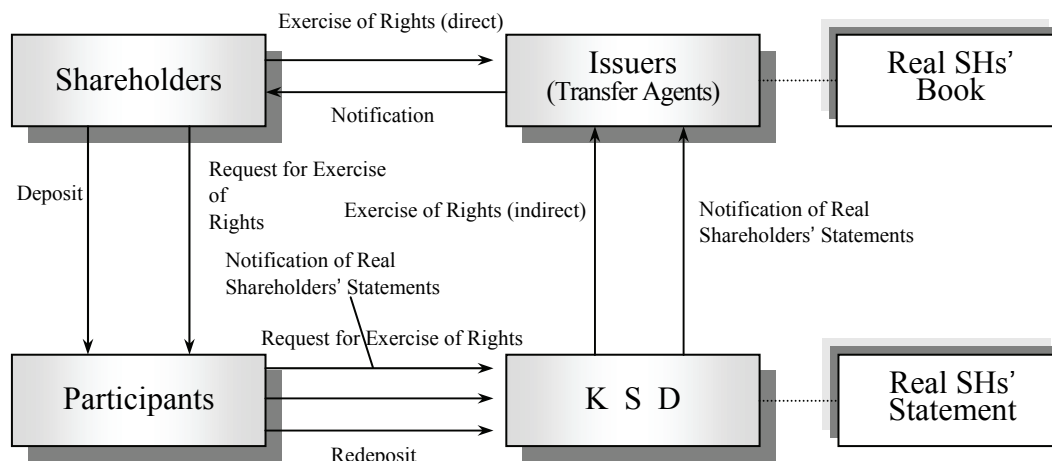 Exercise of Rights (direct)
Shareholders
Issuers
(Transfer Agents)
Real SHs’
Book
Notification
Deposit
Request for Exercise
of
Rights
Exercise of Rights (indirect)
Notification of Real
Shareholders’ Statements
Notification of Real
Shareholders’ Statements
Request for Exercise of Rights
Participants
K S D
Real SHs’
Statement
Redeposit